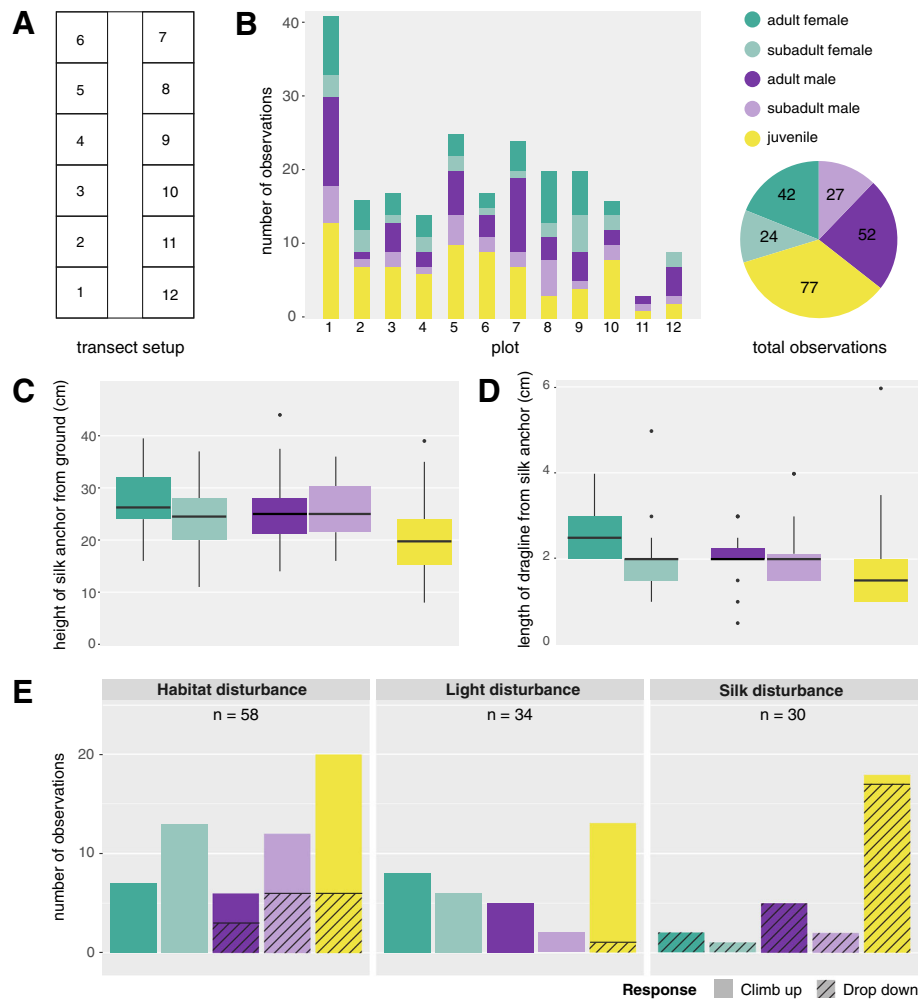 A
6
7
5
8
4
9
3
10
2
11
1
12
transect setup
B
number of observations
40
30
20
10
0
1 2 3 4 5 6 7 8 9 10 11 12
plot
adult female
subadult female
adult male
subadult male
juvenile
42
27
24
52
77
total observations
C
height of silk anchor from ground (cm)
40
30
20
10
0
D
length of dragline from silk anchor (cm)
6
4
2
0
E
number of observations
Habitat disturbance
n = 58
Light disturbance
n = 34
Silk disturbance
n = 30
20
10
0
Response Climb up Drop down